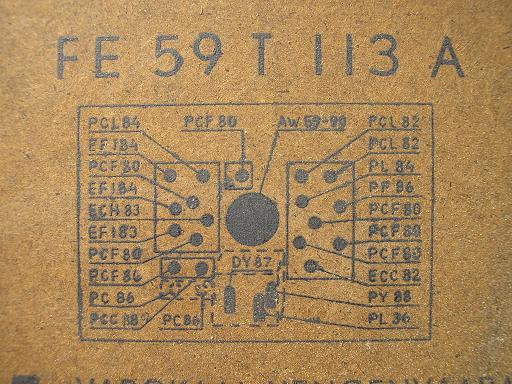 FE 59 T 113 A
PCL 84
PCF 80
AW 59-90
PCL 82
EF 184
PCL 82
PCF 80
PL 84
EF 184
PF 86
ECH 83
PCF 80
EF 183
PCF 80
PCF 80
DY 87
PCF 80
PCF 86
ECC 82
PC 86
PY 88
PC 86
PL 36